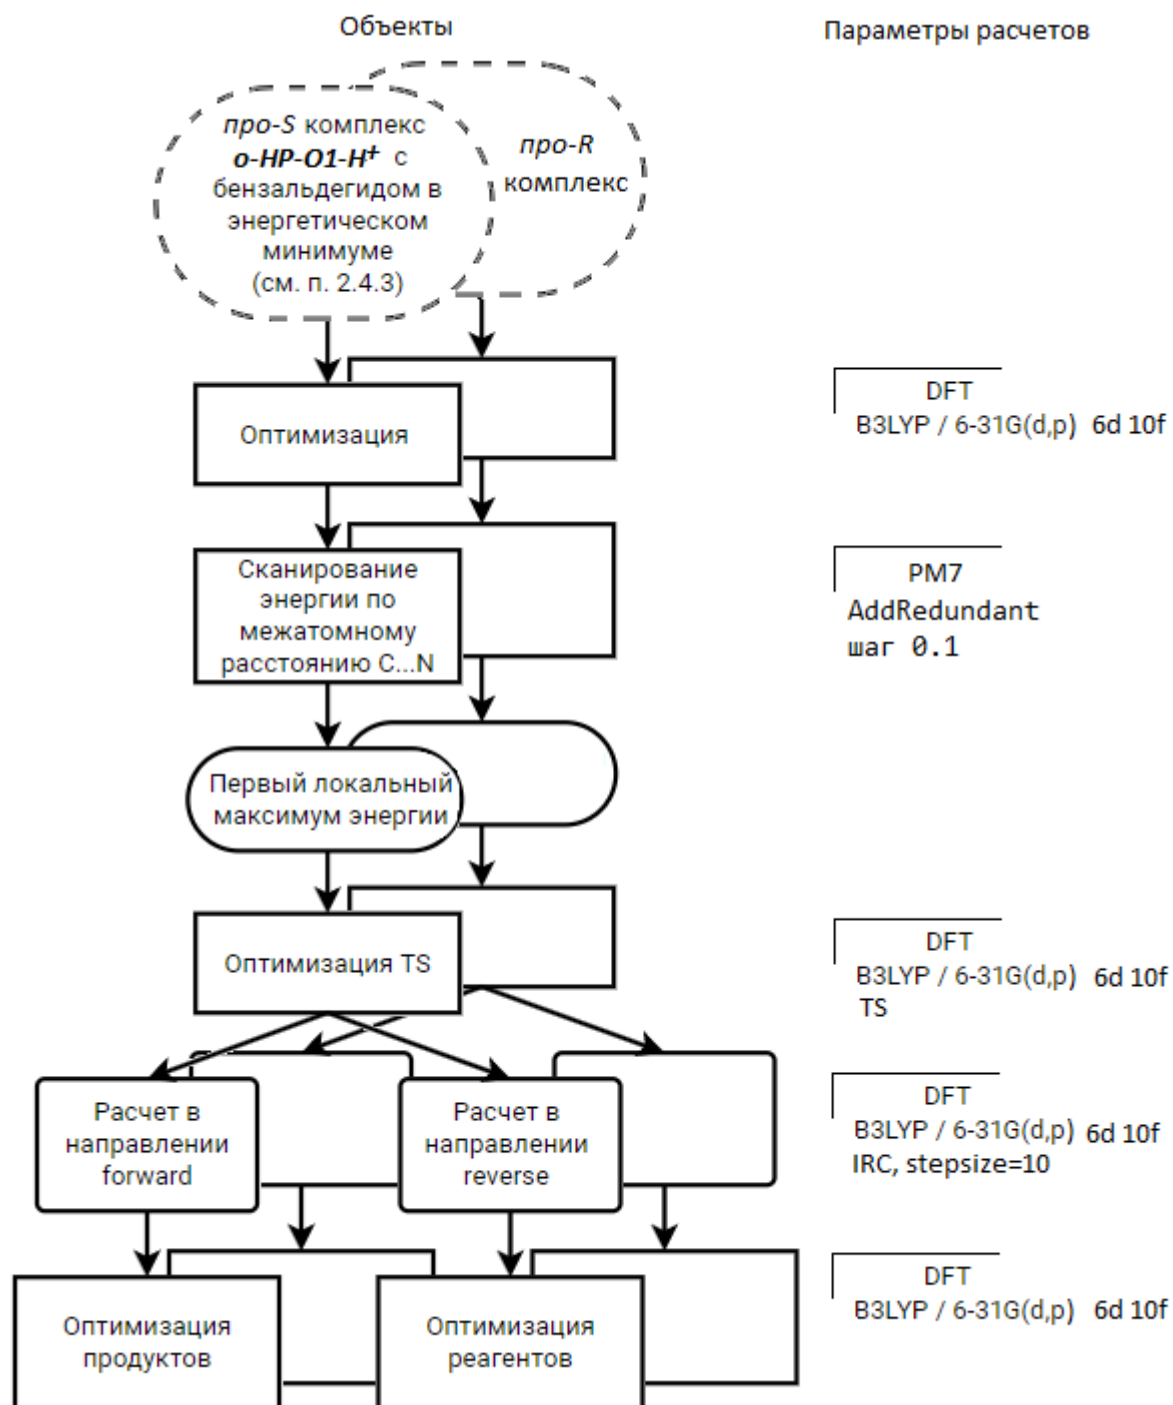 Объекты
Параметры расчетов
про-S комплекс
о-НР-О1-Н⁺ с
бензальдегидом в
энергетическом
минимуме
(см. п. 2.4.3)
про-R
комплекс
Оптимизация
DFT
B3LYP / 6-31G(d,p) 6d 10f
Сканирование
энергии по
межатомному
расстоянию C...N
PM7
AddRedundant
шаг 0.1
Первый локальный
максимум энергии
Оптимизация TS
DFT
B3LYP / 6-31G(d,p) 6d 10f
TS
Расчет в
направлении
forward
Расчет в
направлении
reverse
DFT
B3LYP / 6-31G(d,p) 6d 10f
IRC, stepsize=10
Оптимизация
продуктов
Оптимизация
реагентов
DFT
B3LYP / 6-31G(d,p) 6d 10f